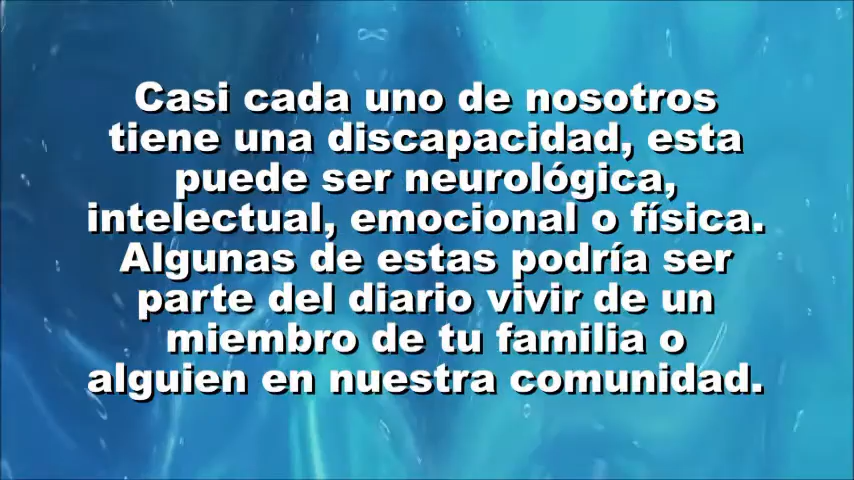 Casi cada uno de nosotros
tiene una discapacidad, esta
puede ser neurológica,
intelectual, emocional o física.
Algunas de estas podría ser
parte del diario vivir de un
miembro de tu familia o
alguien en nuestra comunidad.